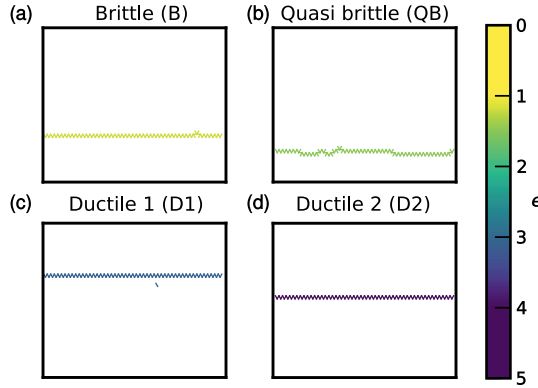 (a) Brittle (B)
(b) Quasi brittle (QB)
(c) Ductile 1 (D1)
(d) Ductile 2 (D2)
0
1
2
e
3
4
5